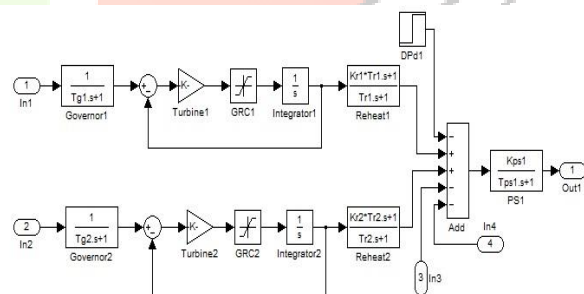 DPd1
1
In1
1
Tg1.s+1
Governor1
+
−
K-
Turbine1
GRC1
1
s
Integrator1
Kr1*Tr1.s+1
Tr1.s+1
Reheat1
−
+
+
−
−
Add
Kps1
Tps1.s+1
PS1
1
Out1
2
In2
1
Tg2.s+1
Governor2
+
−
K-
Turbine2
GRC2
1
s
Integrator2
Kr2*Tr2.s+1
Tr2.s+1
Reheat2
In4
4
3
In3